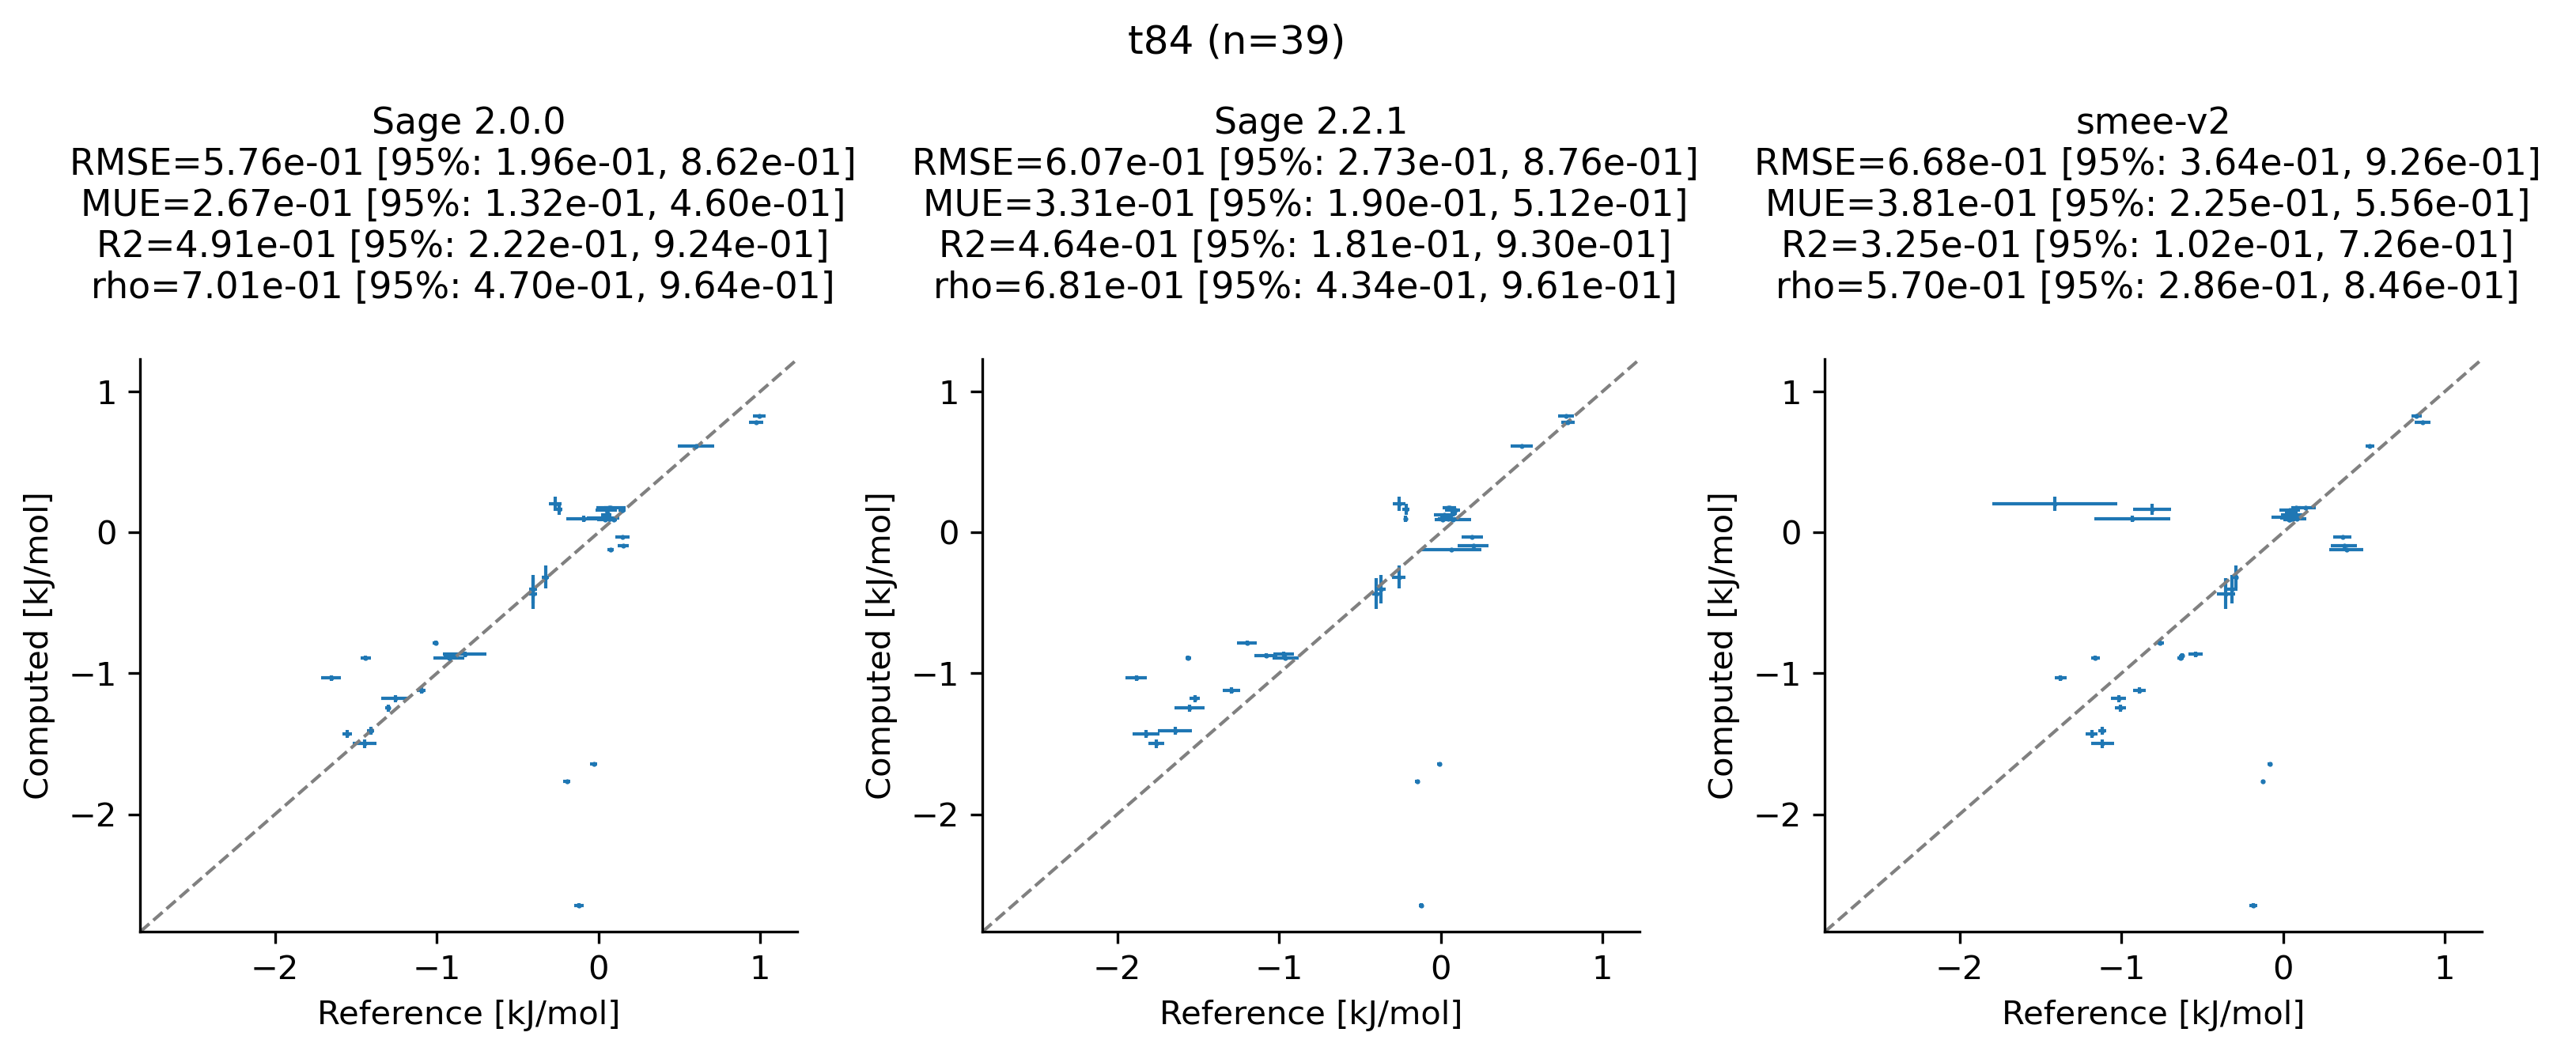 t84 (n=39)
Sage 2.0.0
RMSE=5.76e-01 [95%: 1.96e-01, 8.62e-01]
MUE=2.67e-01 [95%: 1.32e-01, 4.60e-01]
R2=4.91e-01 [95%: 2.22e-01, 9.24e-01]
rho=7.01e-01 [95%: 4.70e-01, 9.64e-01]
1
0
−1
−2
Computed [kJ/mol]
−2 −1 0 1
Reference [kJ/mol]
Sage 2.2.1
RMSE=6.07e-01 [95%: 2.73e-01, 8.76e-01]
MUE=3.31e-01 [95%: 1.90e-01, 5.12e-01]
R2=4.64e-01 [95%: 1.81e-01, 9.30e-01]
rho=6.81e-01 [95%: 4.34e-01, 9.61e-01]
1
0
−1
−2
Computed [kJ/mol]
−2 −1 0 1
Reference [kJ/mol]
smee-v2
RMSE=6.68e-01 [95%: 3.64e-01, 9.26e-01]
MUE=3.81e-01 [95%: 2.25e-01, 5.56e-01]
R2=3.25e-01 [95%: 1.02e-01, 7.26e-01]
rho=5.70e-01 [95%: 2.86e-01, 8.46e-01]
1
0
−1
−2
Computed [kJ/mol]
−2 −1 0 1
Reference [kJ/mol]